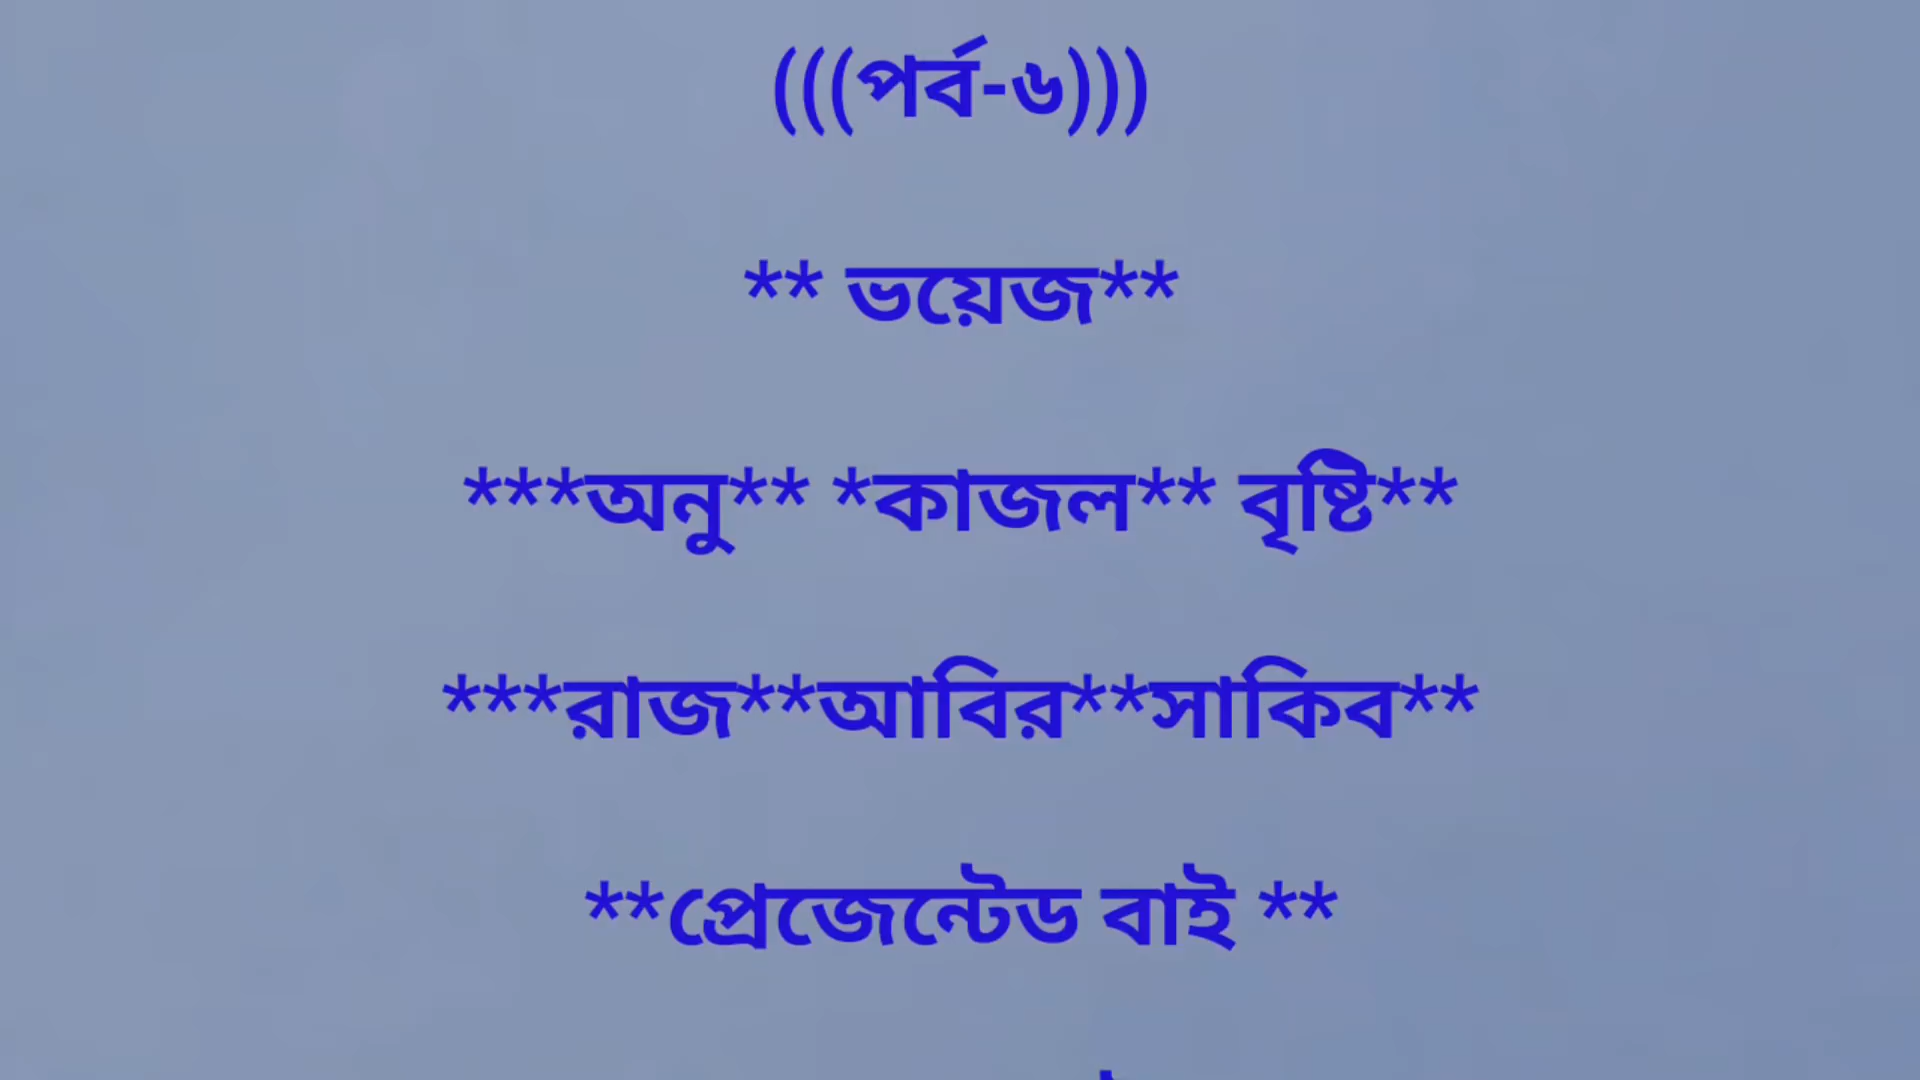 (((পর্ব-৬)))
** ভয়েজ**
***অনু** *কাজল** বৃষ্টি**
***রাজ**আবির**সাকিব**
**প্রেজেন্টেড বাই **